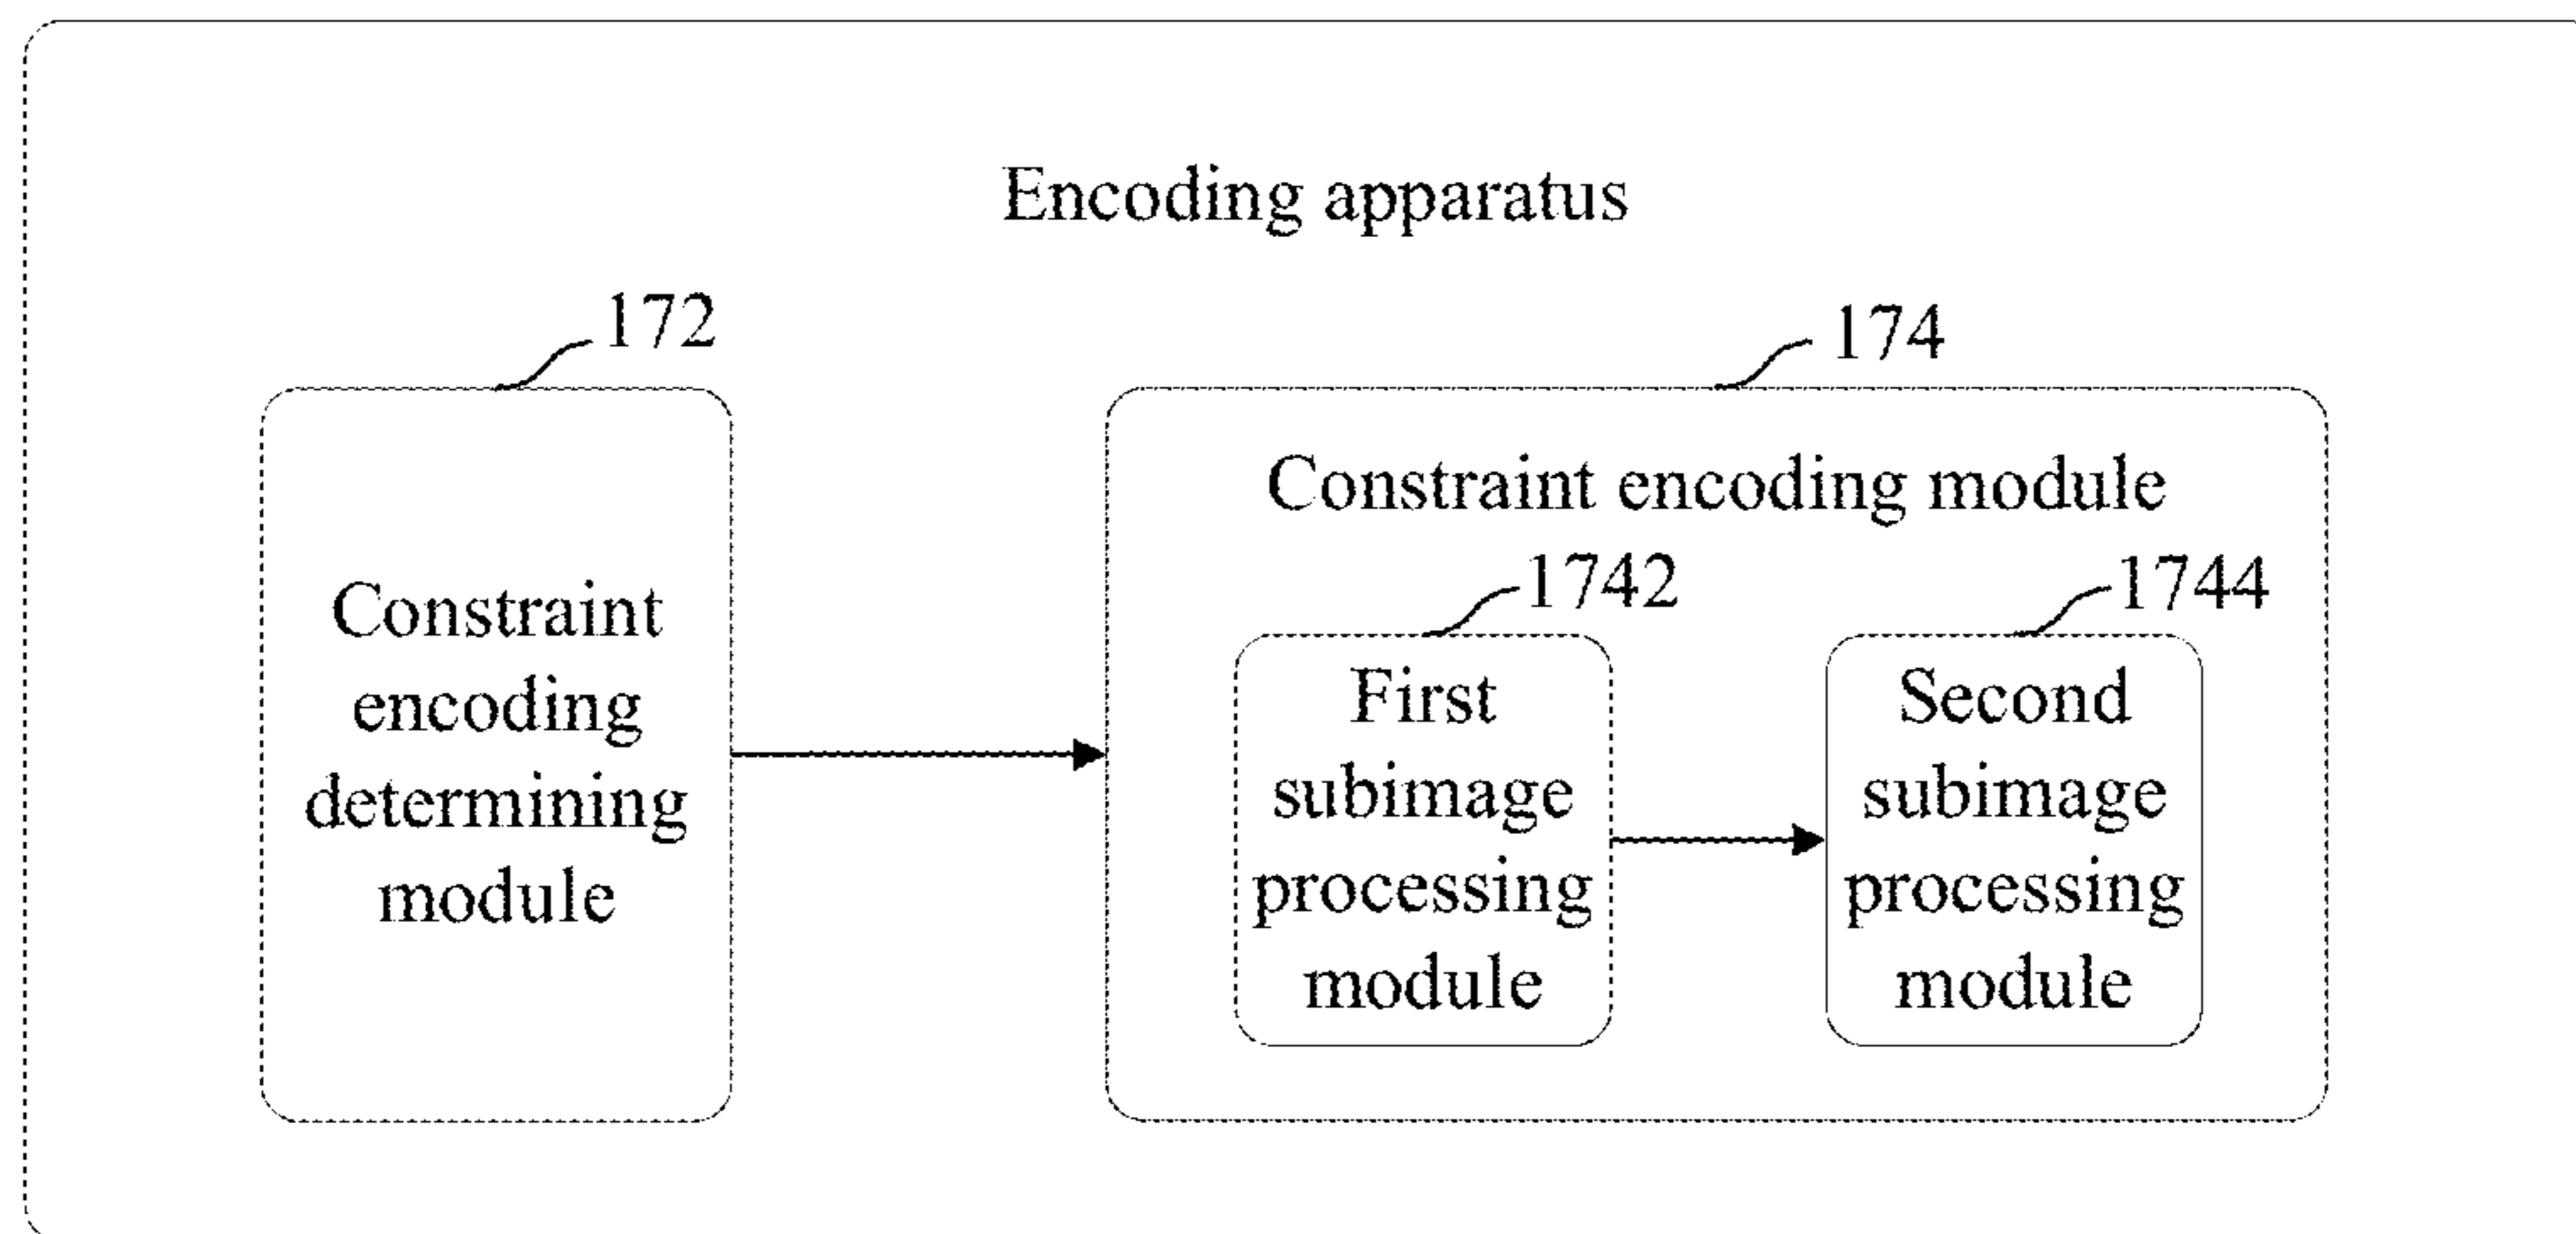 Encoding apparatus
172
Constraint
encoding
determining
module
174
Constraint encoding module
1742
First
subimage
processing
module
1744
Second
subimage
processing
module